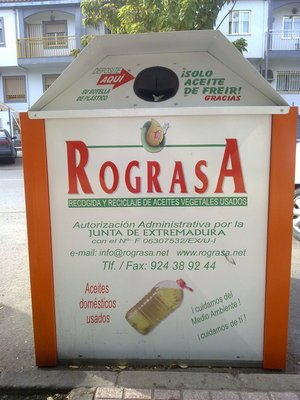 DEPOSITE
AQUÍ
SU BOTELLA
DE PLÁSTICO
¡SOLO
ACEITE
DE FREIR!
GRACIAS
ROGRASA
RECOGIDA Y RECICLAJE DE ACEITES VEGETALES USADOS
Autorización Administrativa por la
JUNTA DE EXTREMADURA
con el Nº F 06307532/EX/U-I
e-mail: info@rograsa.net www.rograsa.net
Tlf. / Fax: 924 38 92 44
Aceites
domésticos
usados
¡ cuidamos del
Medio Ambiente !
¡ cuidamos de ti !